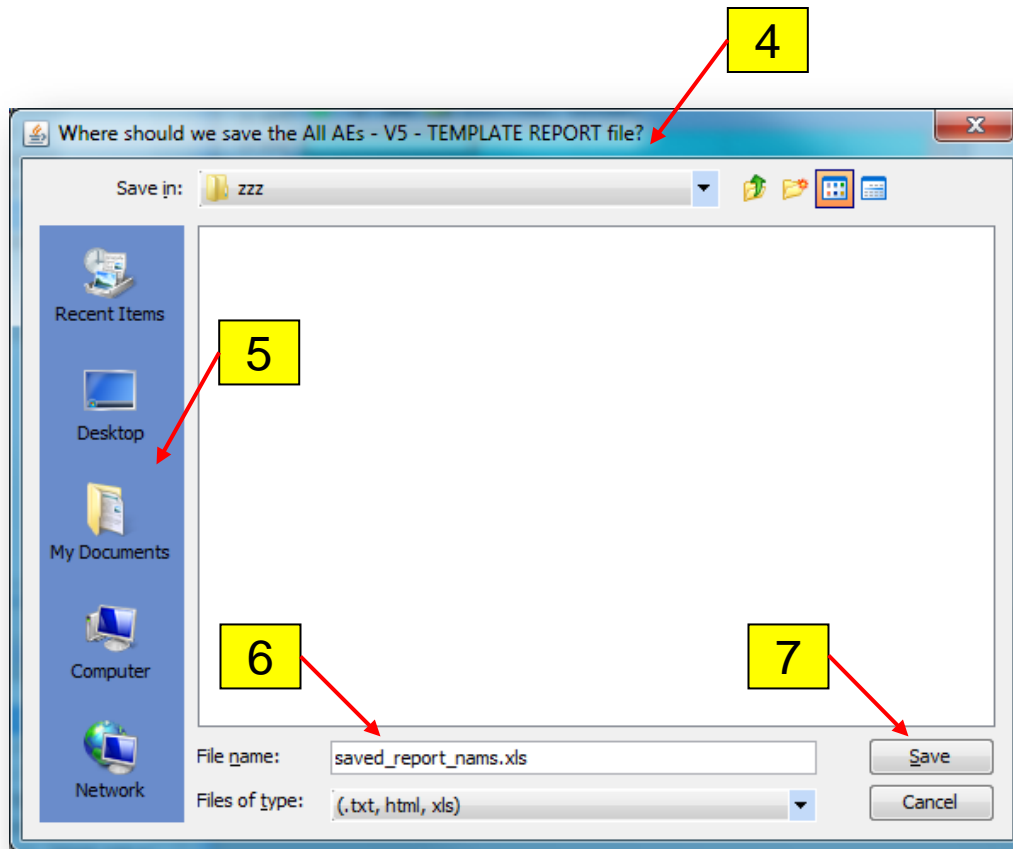 4
Where should we save the All AEs - V5 - TEMPLATE REPORT file?
Save in:
zzz
Recent Items
5
Desktop
My Documents
Computer
6
7
Network
File name:
saved_report_nams.xls
Save
Files of type:
(.txt, html, xls)
Cancel